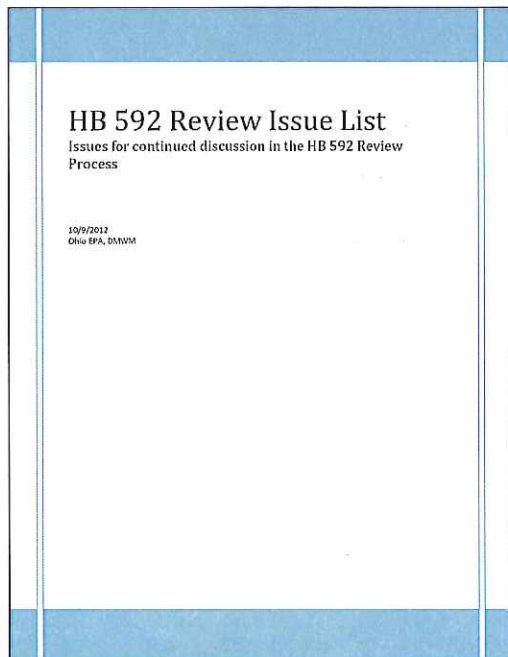 HB 592 Review Issue List
Issues for continued discussion in the HB 592 Review
Process
10/9/2012
Ohio EPA, DMWM